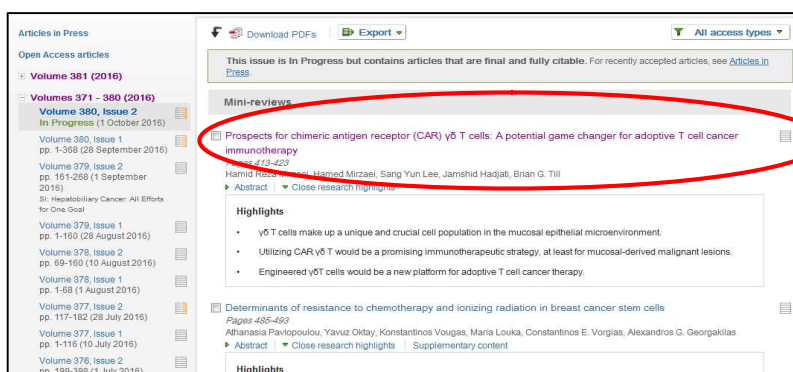 Articles in Press
Open Access articles
Volume 381 (2016)
Volumes 371 - 380 (2016)
Volume 380, Issue 2
In Progress (1 October 2016)
Volume 380, Issue 1
pp. 1-368 (28 September 2016)
Volume 379, Issue 2
pp. 161-268 (1 September
2016)
SI: Hepatobiliary Cancer: All Efforts
for One Goal
Volume 379, Issue 1
pp. 1-160 (28 August 2016)
Volume 378, Issue 2
pp. 69-160 (10 August 2016)
Volume 378, Issue 1
pp. 1-68 (1 August 2016)
Volume 377, Issue 2
pp. 117-182 (28 July 2016)
Volume 377, Issue 1
pp. 1-116 (10 July 2016)
Volume 376, Issue 2
pp. 199-398 (1 July 2016)
Download PDFs
Export
All access types
This issue is In Progress but contains articles that are final and fully citable. For recently accepted articles, see Articles in
Press.
Mini-reviews
Prospects for chimeric antigen receptor (CAR) γδ T cells: A potential game changer for adoptive T cell cancer
immunotherapy
Pages 413-423
Hamid Reza Mirzaei, Hamed Mirzaei, Sang Yun Lee, Jamshid Hadjati, Brian G. Till
Abstract | Close research highlights
Highlights
• γδ T cells make up a unique and crucial cell population in the mucosal epithelial microenvironment.
• Utilizing CAR γδ T would be a promising immunotherapeutic strategy, at least for mucosal-derived malignant lesions.
• Engineered γδT cells would be a new platform for adoptive T cell cancer therapy.
Determinants of resistance to chemotherapy and ionizing radiation in breast cancer stem cells
Pages 485-493
Athanasia Pavlopoulou, Yavuz Oktay, Konstantinos Vougas, Maria Louka, Constantinos E. Vorgias, Alexandros G. Georgakilas
Abstract | Close research highlights | Supplementary content
Highlights